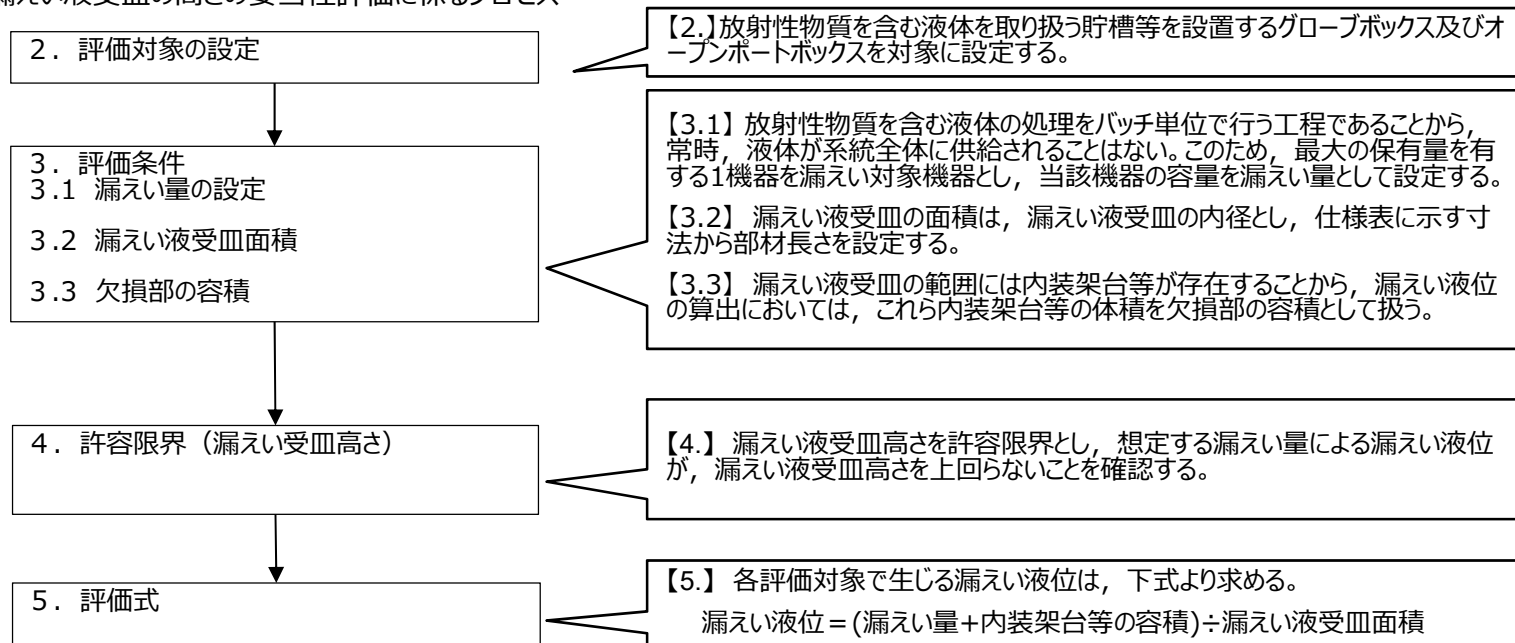 漏えい液受皿の高さの妥当性評価に係るプロセス
2. 評価対象の設定
【2.】放射性物質を含む液体を取り扱う貯槽等を設置するグローブボックス及びオ
ープンポートボックスを対象に設定する。
3. 評価条件
3.1 漏えい量の設定
3.2 漏えい液受皿面積
3.3 欠損部の容積
【3.1】 放射性物質を含む液体の処理をバッチ単位で行う工程であることから,
常時, 液体が系統全体に供給されることはない。このため, 最大の保有量を有
する1機器を漏えい対象機器とし, 当該機器の容量を漏えい量として設定する。
【3.2】 漏えい液受皿の面積は, 漏えい液受皿の内径とし, 仕様表に示す寸
法から部材長さを設定する。
【3.3】 漏えい液受皿の範囲には内装架台等が存在することから, 漏えい液位
の算出においては, これら内装架台等の体積を欠損部の容積として扱う。
4. 許容限界(漏えい受皿高さ)
【4.】 漏えい液受皿高さを許容限界とし, 想定する漏えい量による漏えい液位
が, 漏えい液受皿高さを上回らないことを確認する。
5. 評価式
【5.】 各評価対象で生じる漏えい液位は, 下式より求める。
漏えい液位=(漏えい量+内装架台等の容積)÷漏えい液受皿面積